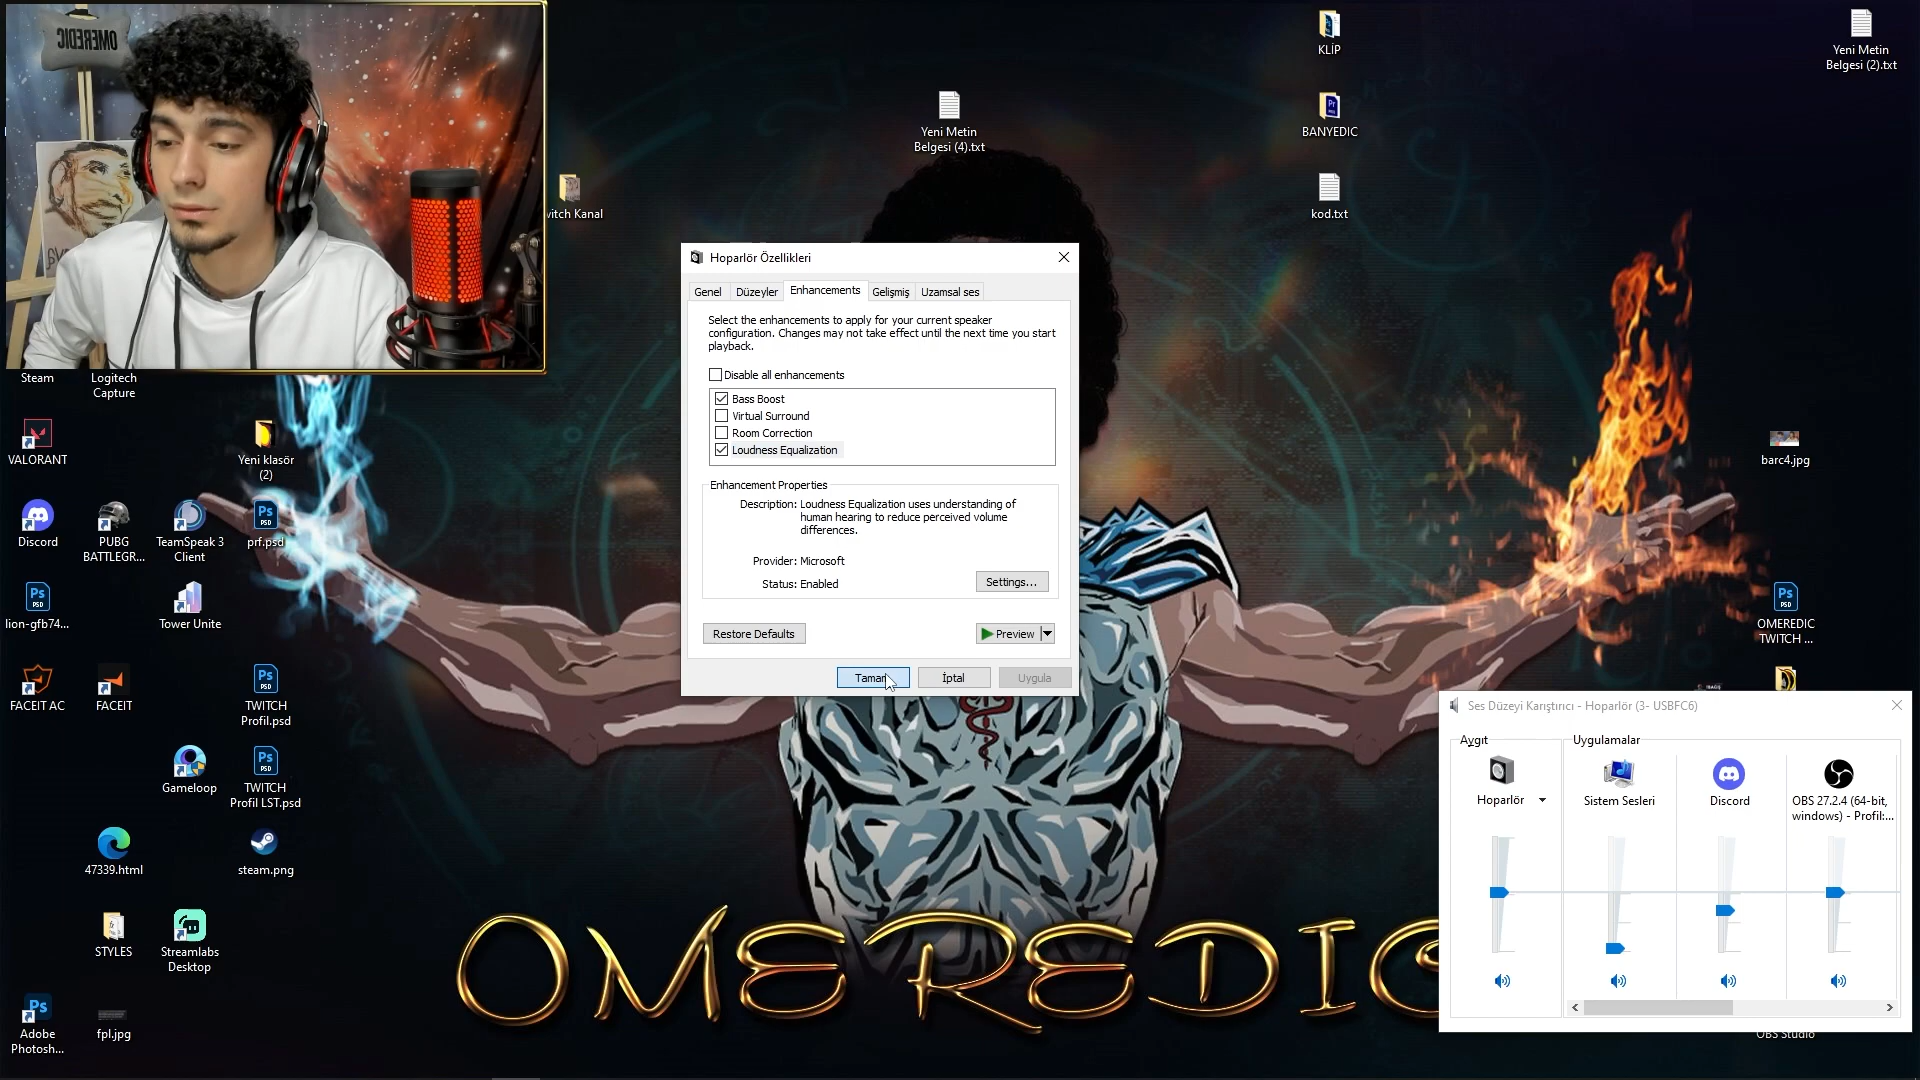 OMEREDIC
KLİP
Yeni Metin
Belgesi (2).txt
Yeni Metin
Belgesi (4).txt
BANYEDIC
kod.txt
witch Kanal
Steam
Logitech
Capture
VALORANT
Yeni klasör
(2)
Discord
PUBG
BATTLEGR...
TeamSpeak 3
Client
prf.psd
lion-gfb74...
Tower Unite
FACEIT AC
FACEIT
TWITCH
Profil.psd
Gameloop
TWITCH
Profil LST.psd
47339.html
steam.png
STYLES
Streamlabs
Desktop
Adobe
Photosh...
fpl.jpg
barc4.jpg
OMEREDIC
TWITCH ...
OBS Studio
Hoparlör Özellikleri
Genel
Düzeyler
Enhancements
Gelişmiş
Uzamsal ses
Select the enhancements to apply for your current speaker
configuration. Changes may not take effect until the next time you start
playback.
Disable all enhancements
Bass Boost
Virtual Surround
Room Correction
Loudness Equalization
Enhancement Properties
Description: Loudness Equalization uses understanding of
human hearing to reduce perceived volume
differences.
Provider: Microsoft
Status: Enabled
Settings...
Restore Defaults
Preview
Tamam
İptal
Uygula
Ses Düzeyi Karıştırıcı - Hoparlör (3- USBFC6)
Aygıt
Uygulamalar
Hoparlör
Sistem Sesleri
Discord
OBS 27.2.4 (64-bit,
windows) - Profil:...
OMEREDIC